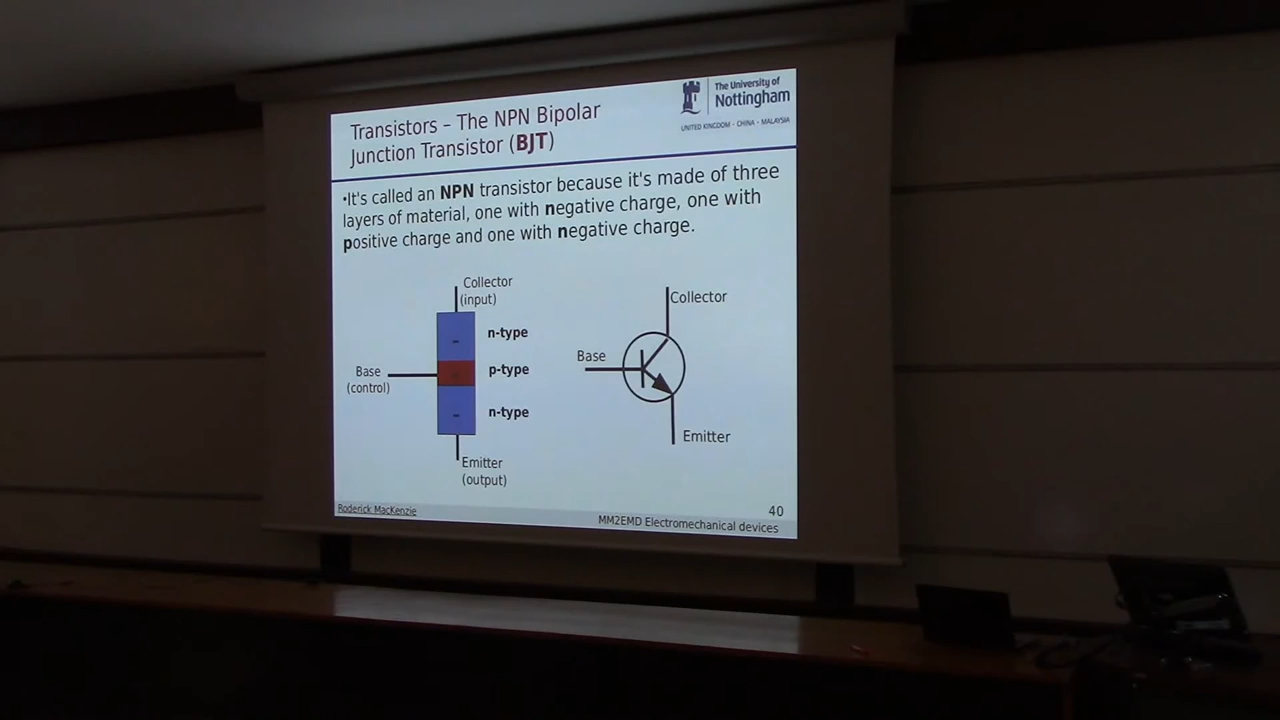 Transistors – The NPN Bipolar
Junction Transistor (BJT)
The University of
Nottingham
UNITED KINGDOM · CHINA · MALAYSIA
•It's called an NPN transistor because it's made of three
layers of material, one with negative charge, one with
positive charge and one with negative charge.
Collector
(input)
n-type
-
Base
(control)
p-type
n-type
-
Emitter
(output)
Collector
Base
Emitter
Roderick MacKenzie
40
MM2EMD Electromechanical devices